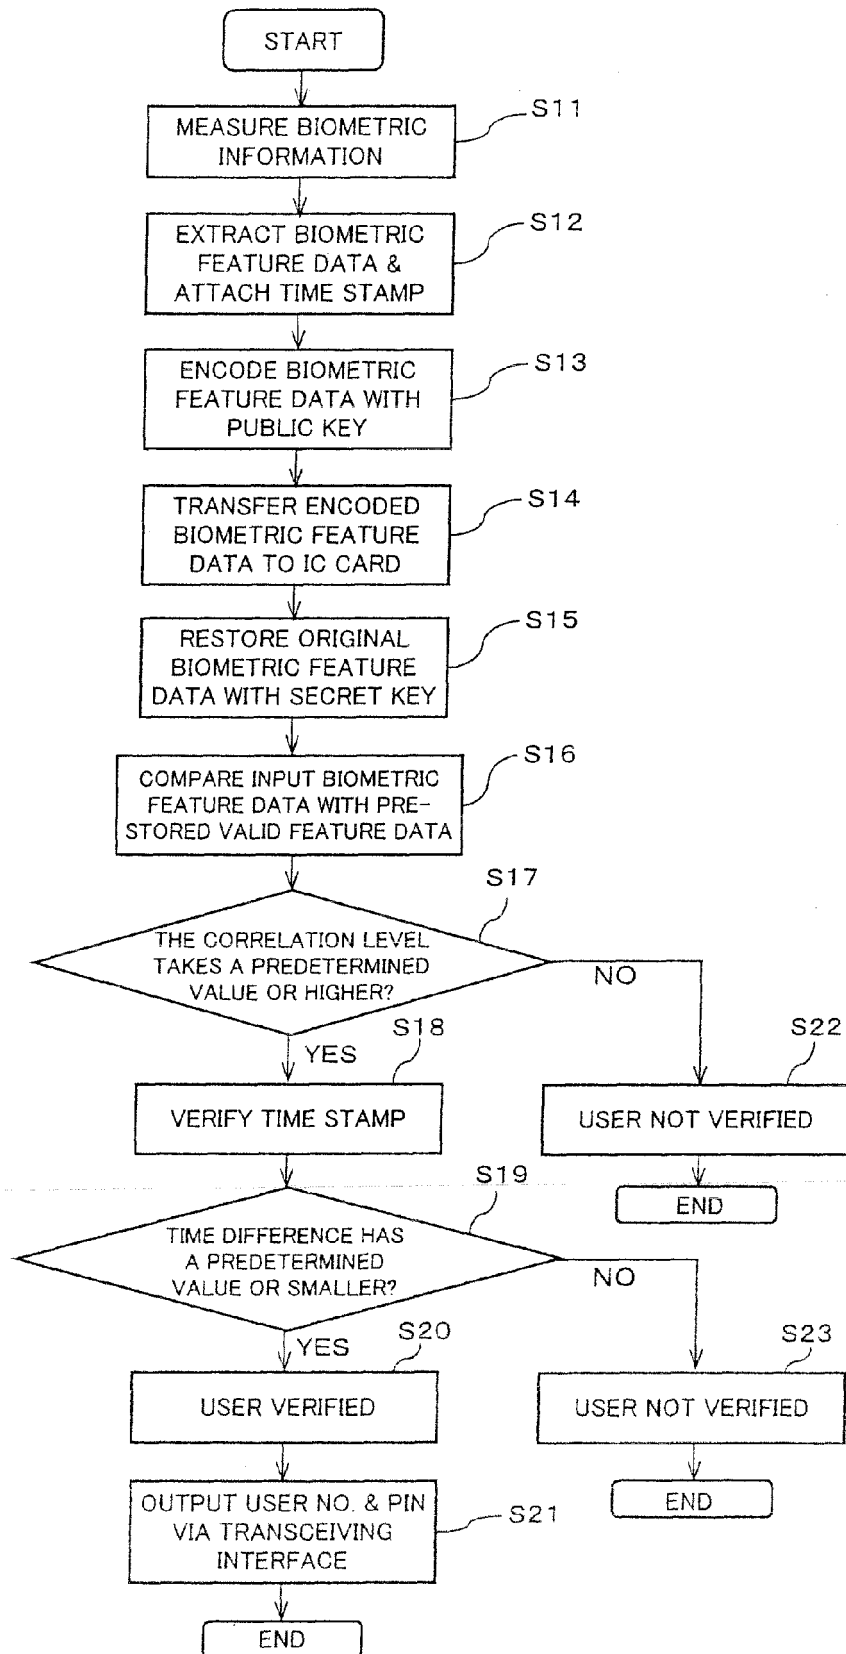 START
S11
MEASURE BIOMETRIC
INFORMATION
S12
EXTRACT BIOMETRIC
FEATURE DATA &
ATTACH TIME STAMP
S13
ENCODE BIOMETRIC
FEATURE DATA WITH
PUBLIC KEY
S14
TRANSFER ENCODED
BIOMETRIC FEATURE
DATA TO IC CARD
S15
RESTORE ORIGINAL
BIOMETRIC FEATURE
DATA WITH SECRET KEY
S16
COMPARE INPUT BIOMETRIC
FEATURE DATA WITH PRE-
STORED VALID FEATURE DATA
S17
THE CORRELATION LEVEL
TAKES A PREDETERMINED
VALUE OR HIGHER?
NO
YES
S18
S22
VERIFY TIME STAMP
USER NOT VERIFIED
END
S19
TIME DIFFERENCE HAS
A PREDETERMINED
VALUE OR SMALLER?
NO
YES
S20
S23
USER VERIFIED
USER NOT VERIFIED
END
OUTPUT USER NO. & PIN
VIA TRANSCEIVING
INTERFACE
S21
END